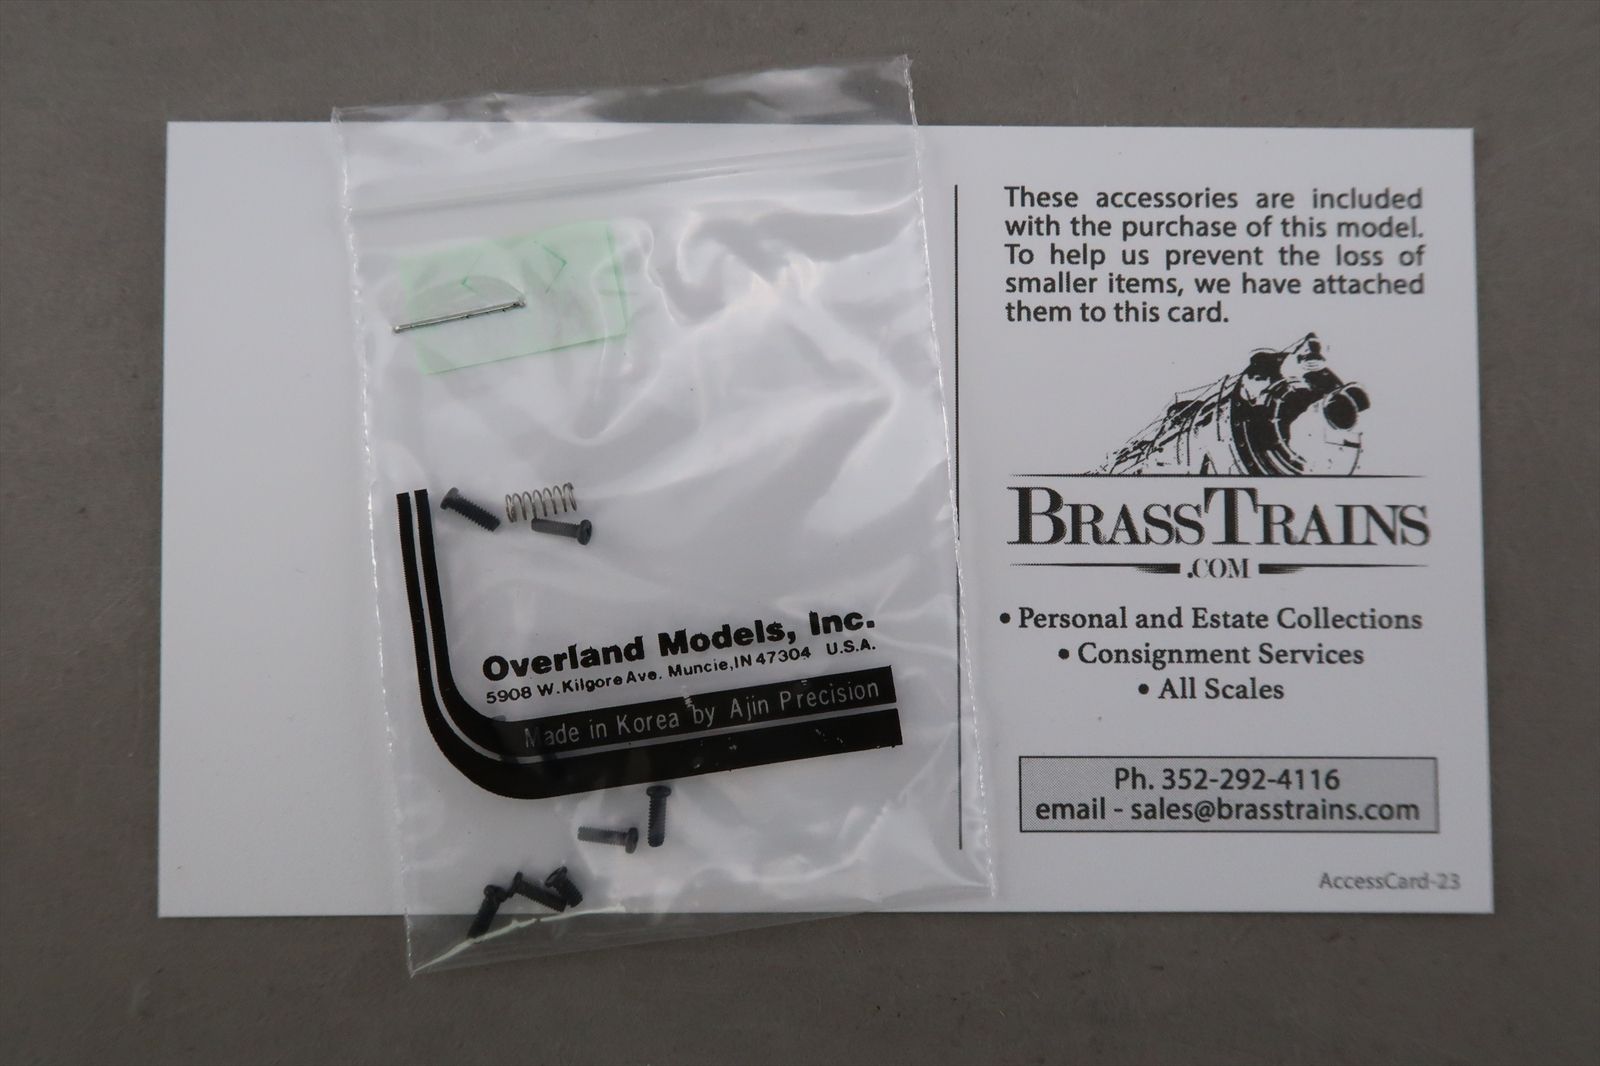 These accessories are included
with the purchase of this model.
To help us prevent the loss of
smaller items, we have attached
them to this card.
BRASSTRAINS
.COM
• Personal and Estate Collections
• Consignment Services
• All Scales
Ph. 352-292-4116
email - sales@brasstrains.com
AccessCard-23
Overland Models, Inc.
5908 W. Kilgore Ave. Muncie, IN 47304 U.S.A.
Made in Korea by Ajin Precision